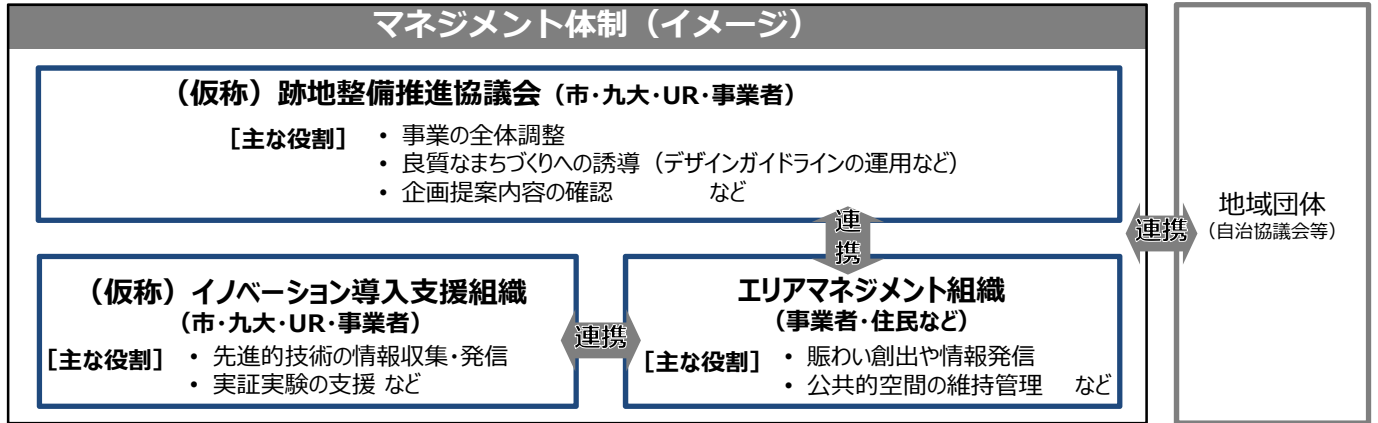 マネジメント体制（イメージ）
（仮称）跡地整備推進協議会（市・九大・UR・事業者）
［主な役割］ • 事業の全体調整
• 良質なまちづくりへの誘導（デザインガイドラインの運用など）
• 企画提案内容の確認 など
連携
連携
地域団体
（自治協議会等）
（仮称）イノベーション導入支援組織
（市・九大・UR・事業者）
［主な役割］ • 先進的技術の情報収集・発信
• 実証実験の支援 など
連携
エリアマネジメント組織
（事業者・住民など）
［主な役割］ • 賑わい創出や情報発信
• 公共的空間の維持管理 など